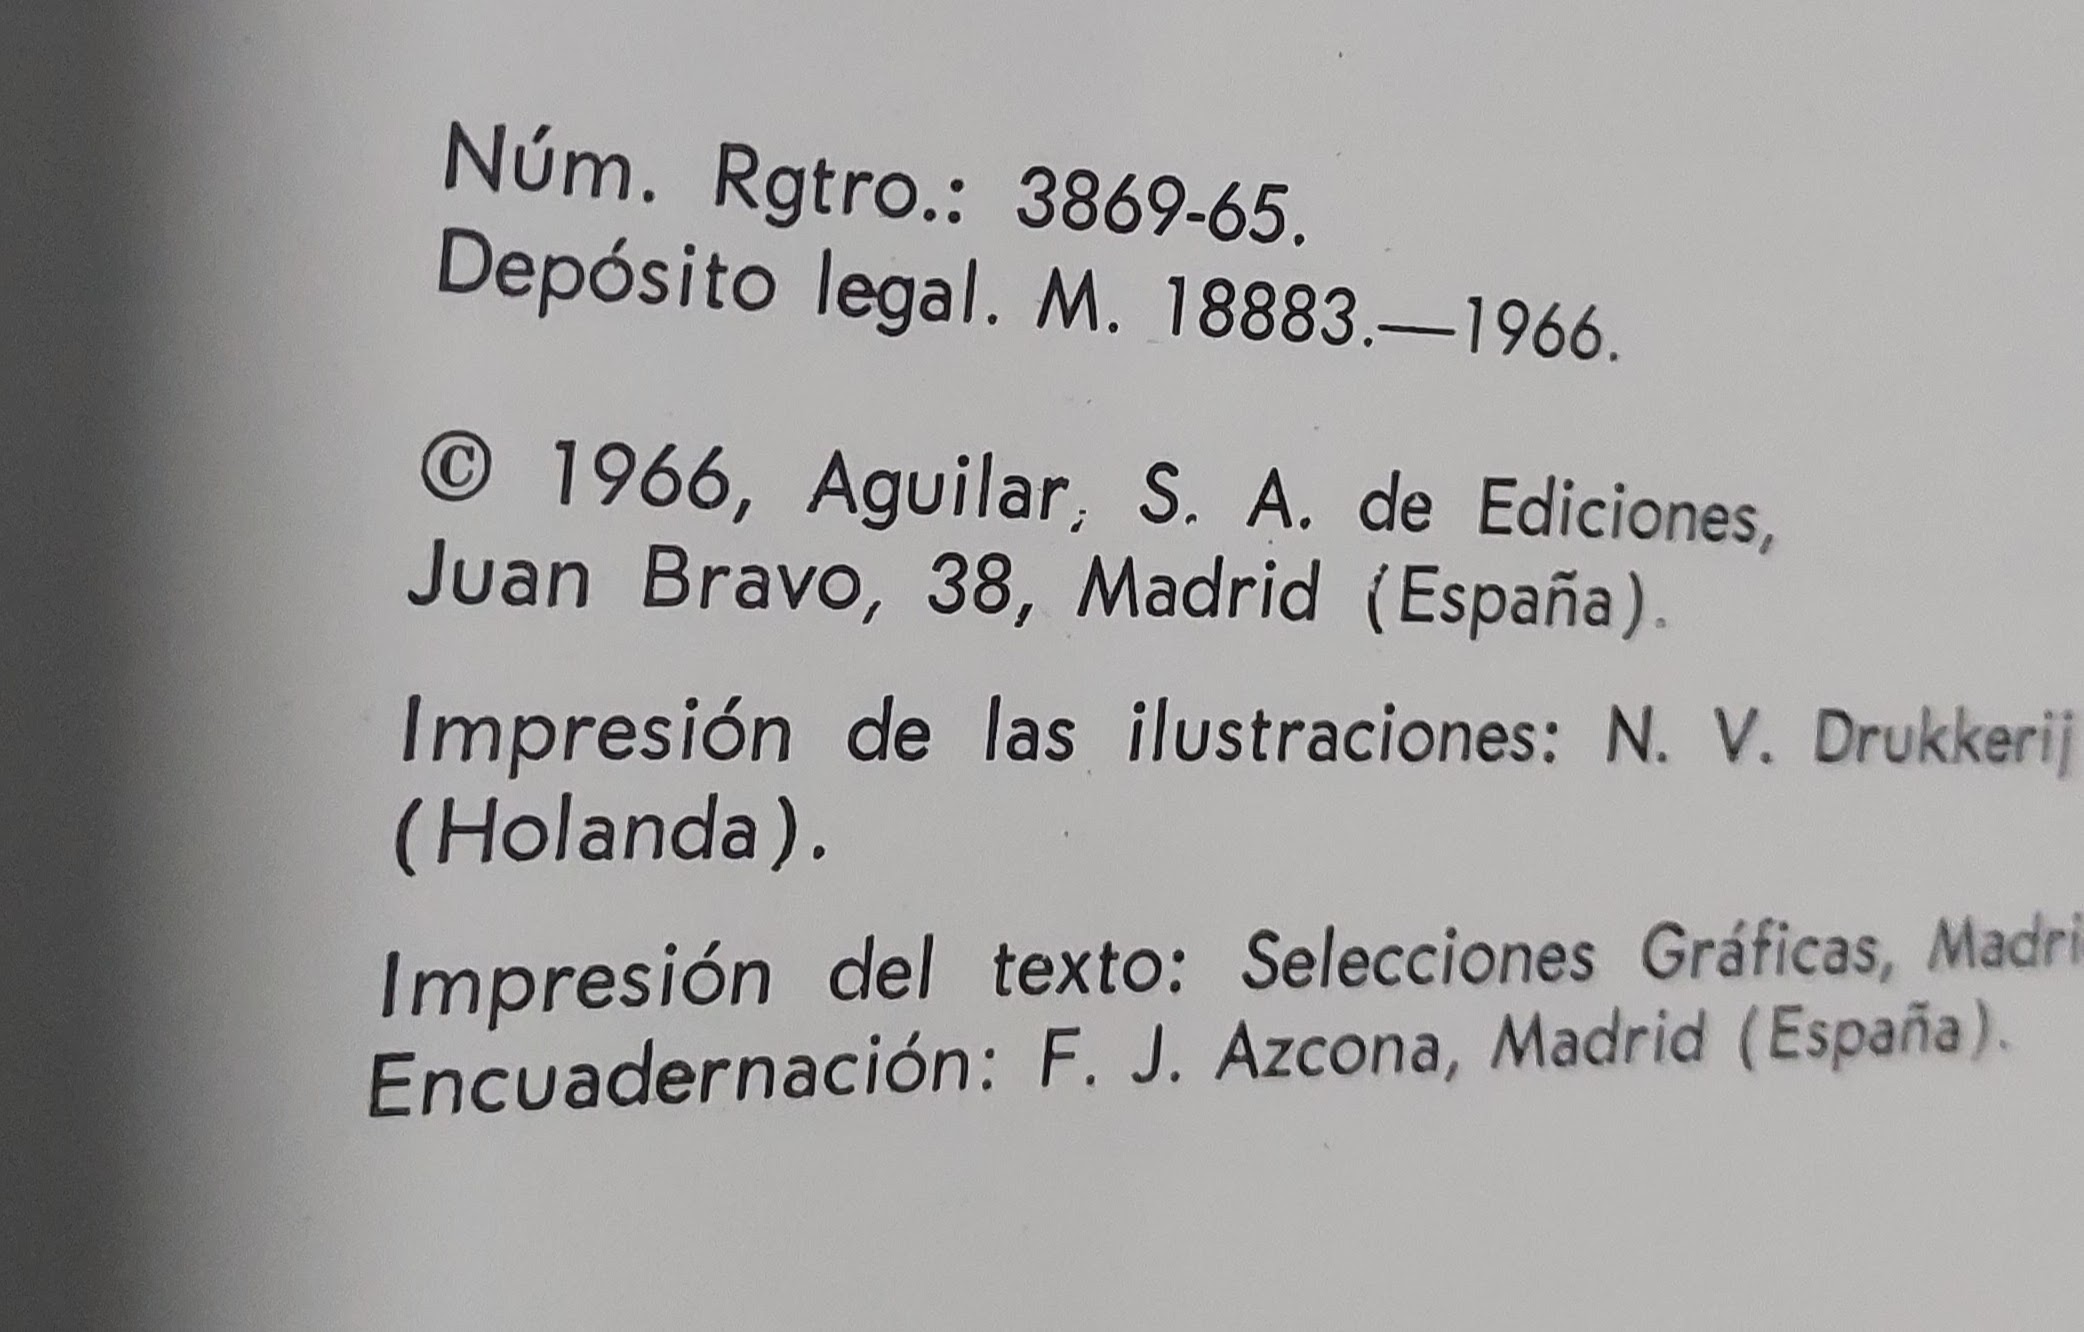 Núm. Rgtro.: 3869-65.
Depósito legal. M. 18883.—1966.
© 1966, Aguilar, S. A. de Ediciones,
Juan Bravo, 38, Madrid (España).
Impresión de las ilustraciones: N. V. Drukkerij
(Holanda).
Impresión del texto: Selecciones Gráficas,
Encuadernación: F. J. Azcona, Madrid (España).